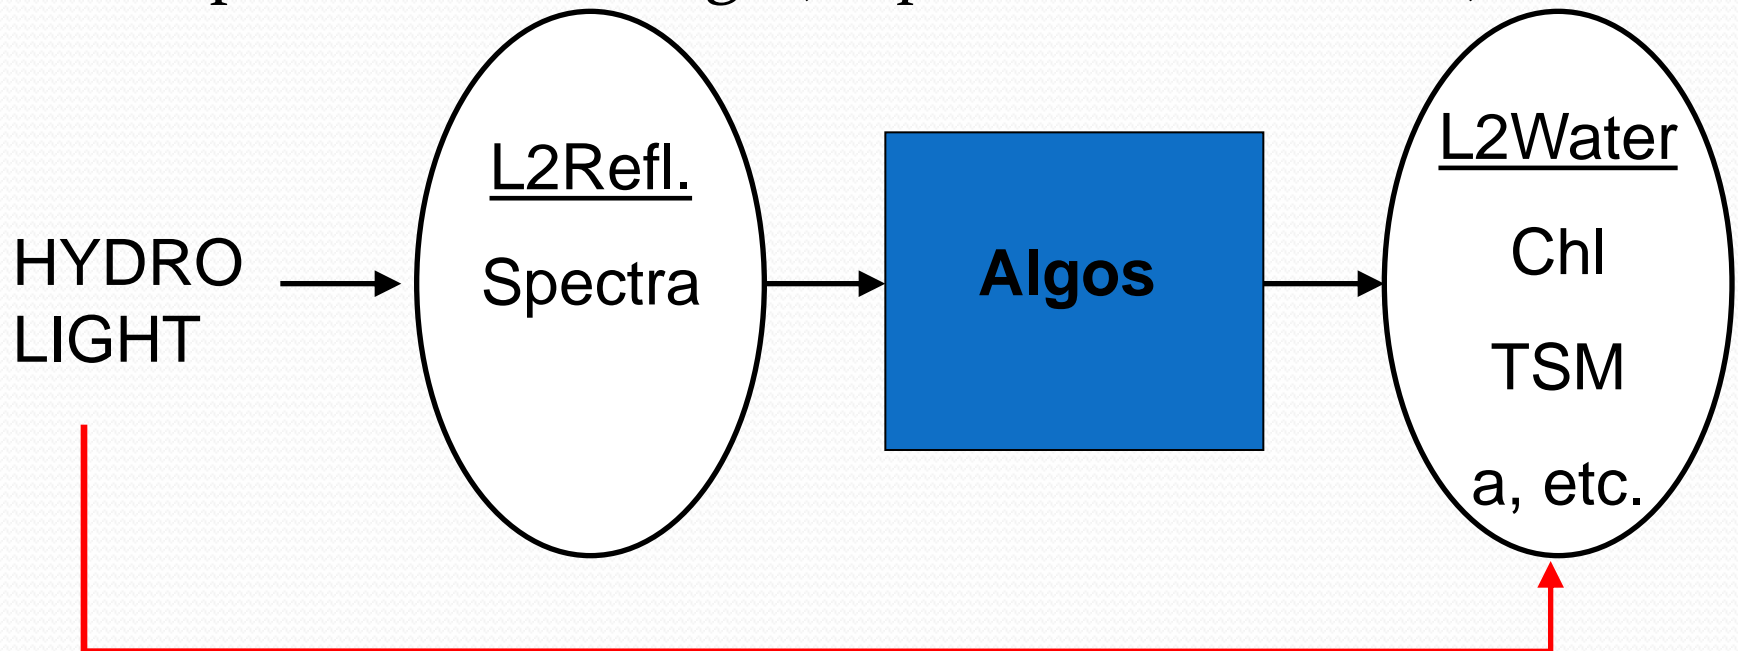 HYDRO
LIGHT
L2Refl.
Spectra
Algos
L2Water
Chl
TSM
a, etc.